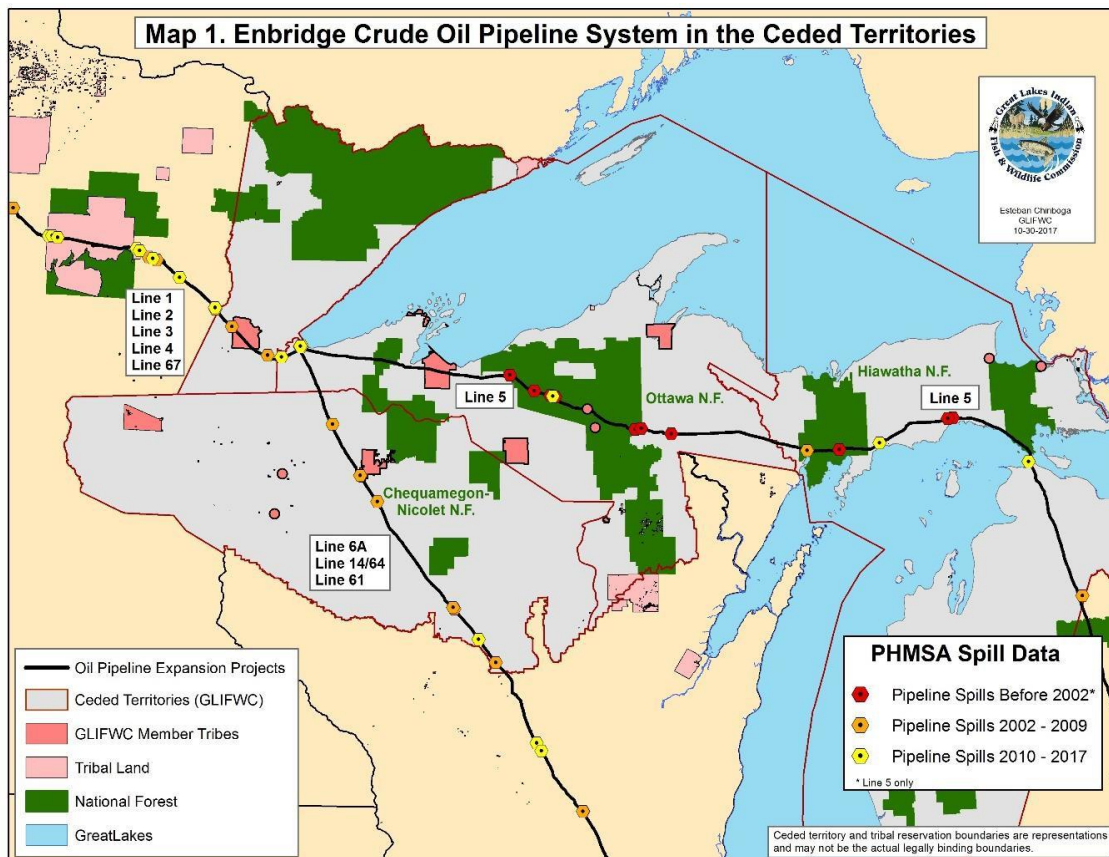 Map 1. Enbridge Crude Oil Pipeline System in the Ceded Territories
Great Lakes Indian
Fish & Wildlife Commission
Esteban Chiriboga
GLIFWC
10-30-2017
Line 1
Line 2
Line 3
Line 4
Line 67
Line 5
Ottawa N.F.
Hiawatha N.F.
Line 5
Chequamegon-
Nicolet N.F.
Line 6A
Line 14/64
Line 61
Oil Pipeline Expansion Projects
Ceded Territories (GLIFWC)
GLIFWC Member Tribes
Tribal Land
National Forest
GreatLakes
PHMSA Spill Data
Pipeline Spills Before 2002*
Pipeline Spills 2002 - 2009
Pipeline Spills 2010 - 2017
* Line 5 only
Ceded territory and tribal reservation boundaries are representations
and may not be the actual legally binding boundaries.